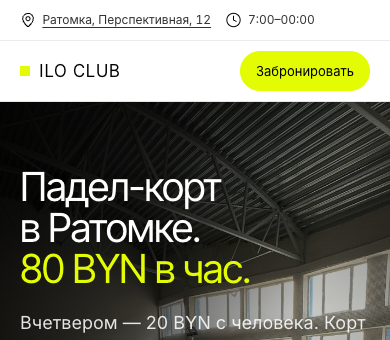 Ратомка, Перспективная, 12 7:00–00:00
ILO CLUB Забронировать
Падел-корт
в Ратомке.
80 BYN в час.
Вчетвером — 20 BYN с человека. Корт